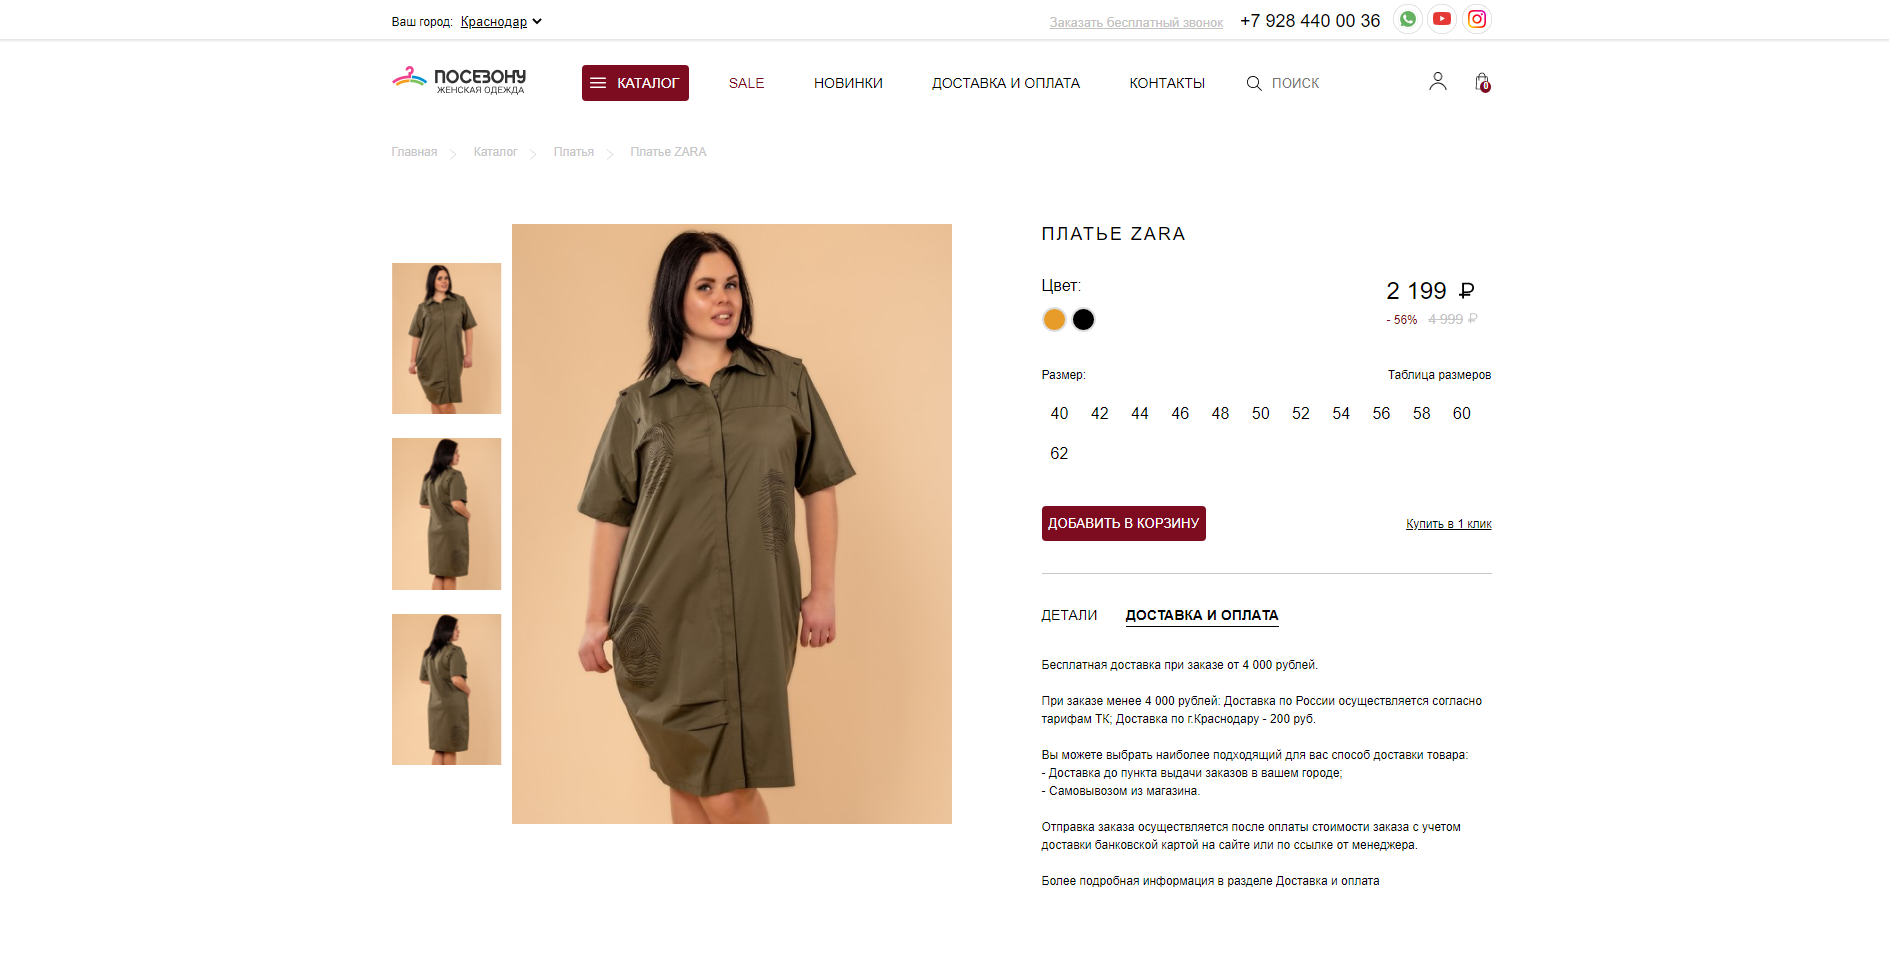 Ваш город: Краснодар
Заказать бесплатный звонок
+7 928 440 00 36
ПОСЕЗОНУ
ЖЕНСКАЯ ОДЕЖДА
КАТАЛОГ
SALE
НОВИНКИ
ДОСТАВКА И ОПЛАТА
КОНТАКТЫ
ПОИСК
0
Главная
Каталог
Платья
Платье ZARA
ПЛАТЬЕ ZARA
Цвет:
2 199 ₽
- 56% 4 999 ₽
Размер:
Таблица размеров
40 42 44 46 48 50 52 54 56 58 60
62
ДОБАВИТЬ В КОРЗИНУ
Купить в 1 клик
ДЕТАЛИ
ДОСТАВКА И ОПЛАТА
Бесплатная доставка при заказе от 4 000 рублей.
При заказе менее 4 000 рублей: Доставка по России осуществляется согласно
тарифам ТК; Доставка по г.Краснодару - 200 руб.
Вы можете выбрать наиболее подходящий для вас способ доставки товара:
- Доставка до пункта выдачи заказов в вашем городе;
- Самовывозом из магазина.
Отправка заказа осуществляется после оплаты стоимости заказа с учетом
доставки банковской картой на сайте или по ссылке от менеджера.
Более подробная информация в разделе Доставка и оплата